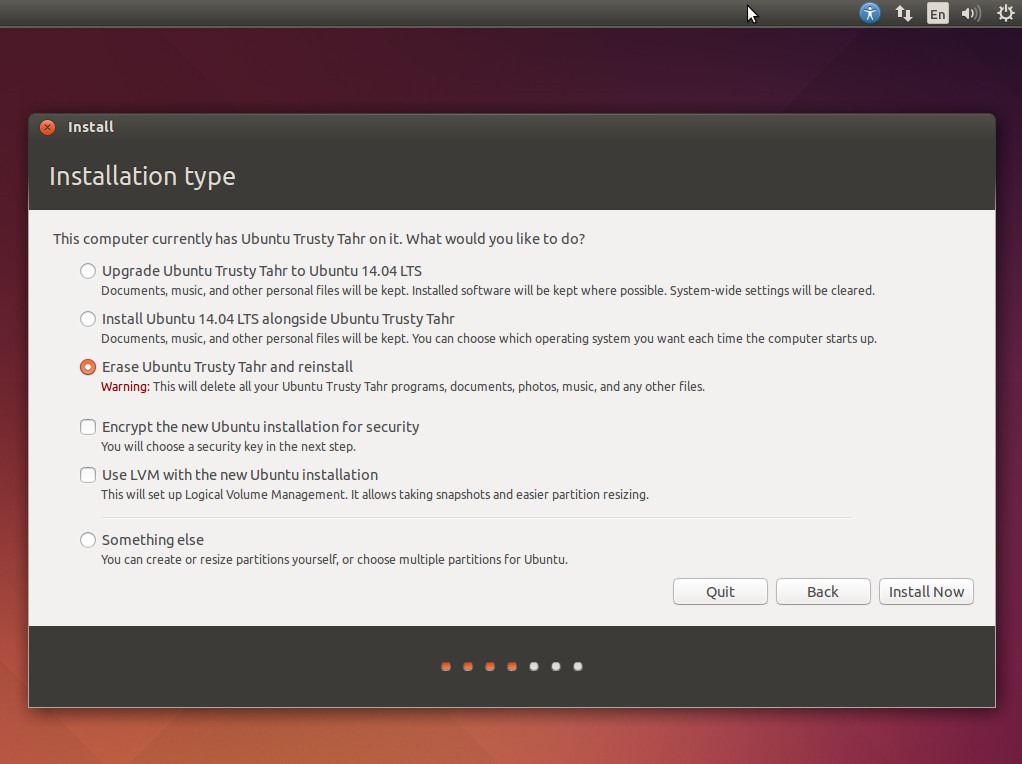 En
Install
Installation type
This computer currently has Ubuntu Trusty Tahr on it. What would you like to do?
Upgrade Ubuntu Trusty Tahr to Ubuntu 14.04 LTS
Documents, music, and other personal files will be kept. Installed software will be kept where possible. System-wide settings will be cleared.
Install Ubuntu 14.04 LTS alongside Ubuntu Trusty Tahr
Documents, music, and other personal files will be kept. You can choose which operating system you want each time the computer starts up.
Erase Ubuntu Trusty Tahr and reinstall
Warning: This will delete all your Ubuntu Trusty Tahr programs, documents, photos, music, and any other files.
Encrypt the new Ubuntu installation for security
You will choose a security key in the next step.
Use LVM with the new Ubuntu installation
This will set up Logical Volume Management. It allows taking snapshots and easier partition resizing.
Something else
You can create or resize partitions yourself, or choose multiple partitions for Ubuntu.
Quit Back Install Now